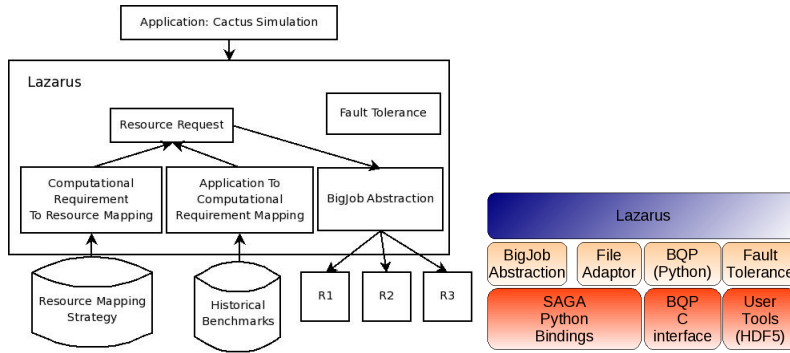 Application: Cactus Simulation
Lazarus
Fault Tolerance
Resource Request
Computational
Requirement
To Resource Mapping
Application To
Computational
Requirement Mapping
BigJob Abstraction
Resource Mapping
Strategy
Historical
Benchmarks
R1
R2
R3
Lazarus
BigJob
Abstraction
File
Adaptor
BQP
(Python)
Fault
Tolerance
SAGA
Python
Bindings
BQP
C
interface
User
Tools
(HDF5)